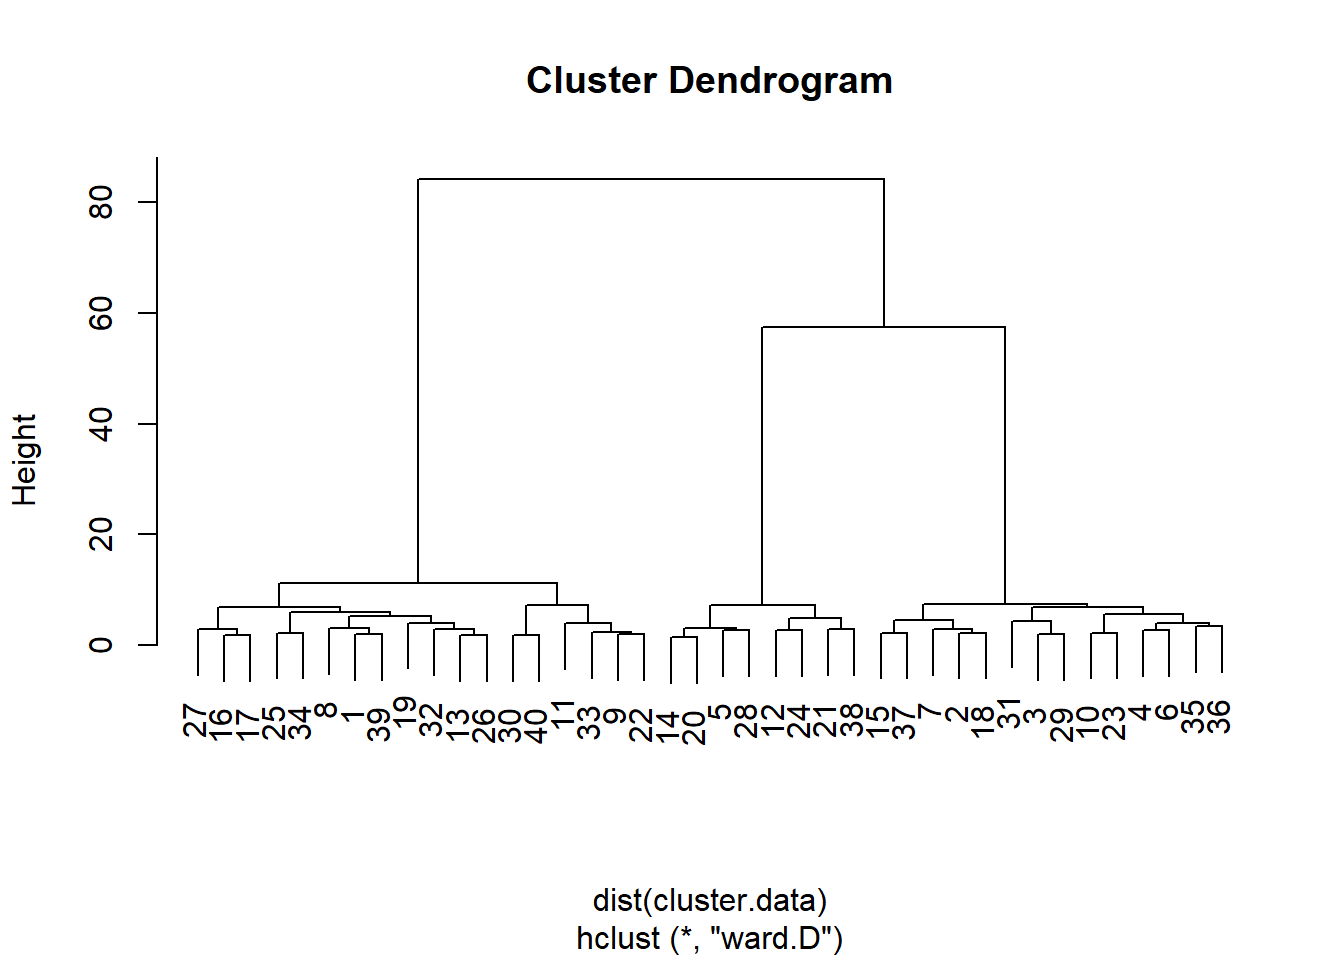 Cluster Dendrogram
Height
0 20 40 60 80
27 16 17 25 34 8 1 39 19 32 13 26 30 40 11 33 9 22 14 20 5 28 12 24 21 38 15 37 7 2 18 31 3 29 10 23 4 6 35 36
dist(cluster.data)
hclust (*, "ward.D")